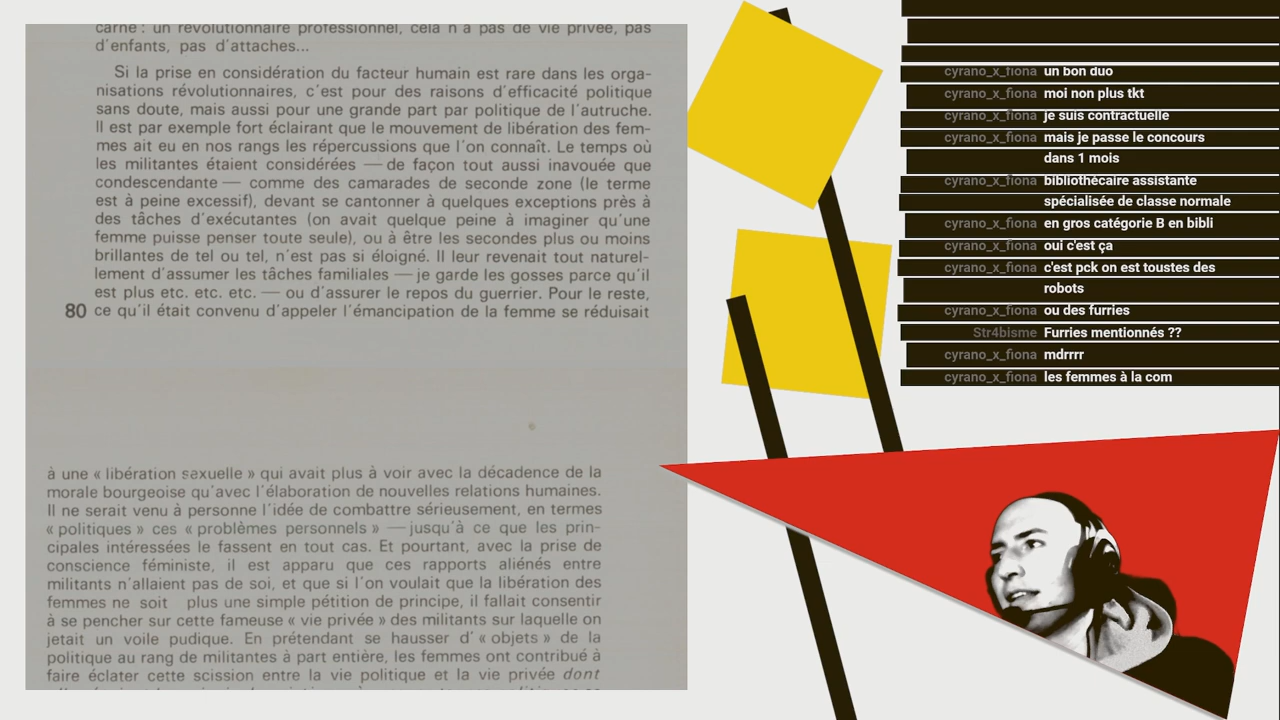 carné : un révolutionnaire professionnel, cela n'a pas de vie privée, pas
d'enfants, pas d'attaches...
Si la prise en considération du facteur humain est rare dans les orga-
nisations révolutionnaires, c'est pour des raisons d'efficacité politique
sans doute, mais aussi pour une grande part par politique de l'autruche.
Il est par exemple fort éclairant que le mouvement de libération des fem-
mes ait eu en nos rangs les répercussions que l'on connaît. Le temps où
les militantes étaient considérées — de façon tout aussi inavouée que
condescendante — comme des camarades de seconde zone (le terme
est à peine excessif), devant se cantonner à quelques exceptions près à
des tâches d'exécutantes (on avait quelque peine à imaginer qu'une
femme puisse penser toute seule), ou à être les secondes plus ou moins
brillantes de tel ou tel, n'est pas si éloigné. Il leur revenait tout naturel-
lement d'assumer les tâches familiales — je garde les gosses parce qu'il
est plus etc. etc. etc. — ou d'assurer le repos du guerrier. Pour le reste,
80 ce qu'il était convenu d'appeler l'émancipation de la femme se réduisait
à une « libération sexuelle » qui avait plus à voir avec la décadence de la
morale bourgeoise qu'avec l'élaboration de nouvelles relations humaines.
Il ne serait venu à personne l'idée de combattre sérieusement, en termes
« politiques » ces « problèmes personnels » — jusqu'à ce que les prin-
cipales intéressées le fassent en tout cas. Et pourtant, avec la prise de
conscience féministe, il est apparu que ces rapports aliénés entre
militants n'allaient pas de soi, et que si l'on voulait que la libération des
femmes ne soit plus une simple pétition de principe, il fallait consentir
à se pencher sur cette fameuse « vie privée » des militants sur laquelle on
jetait un voile pudique. En prétendant se hausser d'« objets » de la
politique au rang de militantes à part entière, les femmes ont contribué à
faire éclater cette scission entre la vie politique et la vie privée dont
cyrano_x_fiona un bon duo
cyrano_x_fiona moi non plus tkt
cyrano_x_fiona je suis contractuelle
cyrano_x_fiona mais je passe le concours
dans 1 mois
cyrano_x_fiona bibliothécaire assistante
spécialisée de classe normale
cyrano_x_fiona en gros catégorie B en bibli
cyrano_x_fiona oui c'est ça
cyrano_x_fiona c'est pck on est toustes des
robots
cyrano_x_fiona ou des furries
Str4bisme Furries mentionnés ??
cyrano_x_fiona mdrrrr
cyrano_x_fiona les femmes à la com